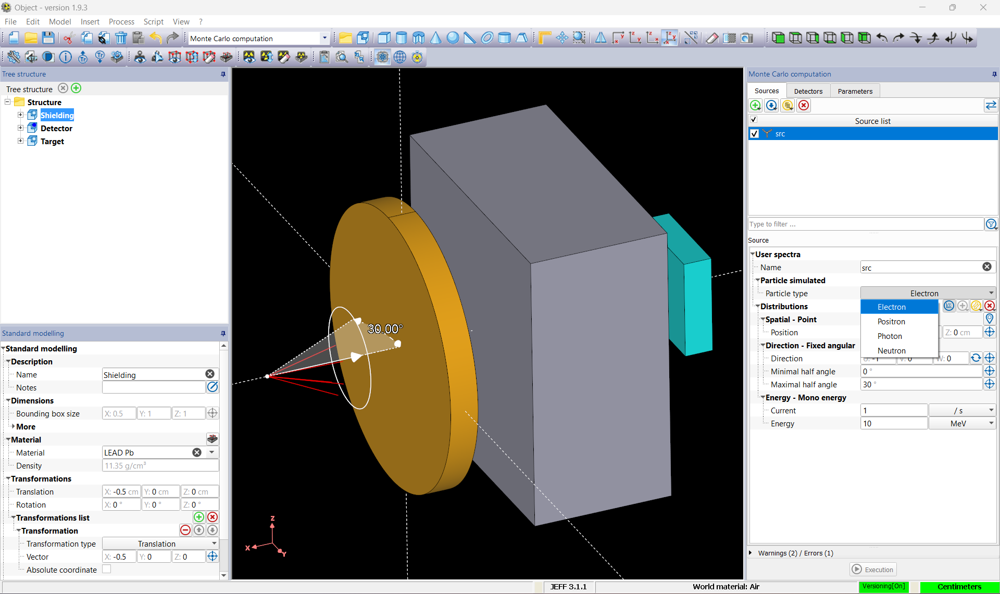 Object - version 1.9.3
File Edit Model Insert Process Script View ?
Monte Carlo computation
Tree structure
Tree structure
Structure
Shielding
Detector
Target
Standard modelling
Standard modelling
Description
Name Shielding
Notes
Dimensions
Bounding box size X: 0.5 Y: 1 Z: 1
More
Material
Material LEAD Pb
Density 11.35 g/cm³
Transformations
Translation X: -0.5 cm Y: 0 cm Z: 0 cm
Rotation X: 0 ° Y: 0 ° Z: 0 °
Transformations list
Transformation
Transformation type Translation
Vector X: -0.5 Y: 0 Z: 0
Absolute coordinate
30.00°
Z
X
Y
Monte Carlo computation
Sources Detectors Parameters
Source list
src
Type to filter ...
Source
User spectra
Name src
Particle simulated
Particle type Electron
Electron
Positron
Photon
Neutron
Distributions
Spatial - Point
Position Z: 0 cm
Direction - Fixed angular
Direction U: -1 V: 0 W: 0
Minimal half angle 0 °
Maximal half angle 30 °
Energy - Mono energy
Current 1 / s
Energy 10 MeV
Warnings (2) / Errors (1)
Execution
JEFF 3.1.1 World material: Air Versioning[On] Centimeters